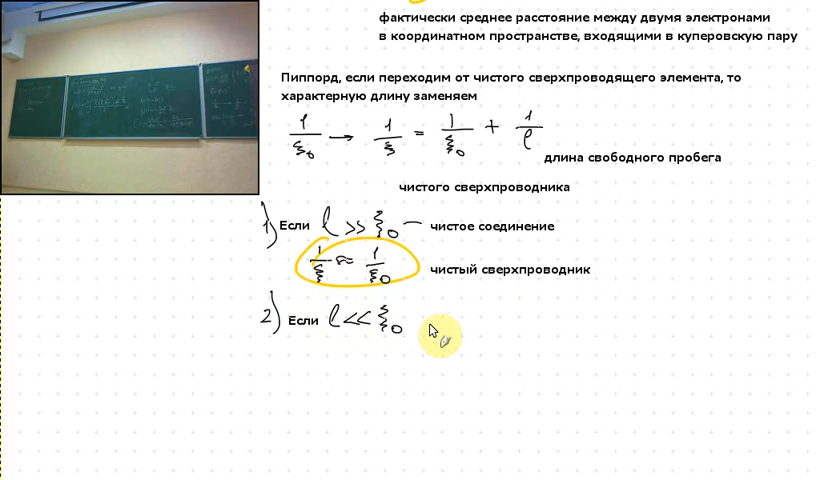 фактически среднее расстояние между двумя электронами
в координатном пространстве, входящими в куперовскую пару
Пиппорд, если переходим от чистого сверхпроводящего элемента, то
характерную длину заменяем
1/ξ₀ → 1/ξ = 1/ξ₀ + 1/l
длина свободного пробега
чистого сверхпроводника
1) Если l >> ξ₀ — чистое соединение
1/ξ ≈ 1/ξ₀ чистый сверхпроводник
2) Если l << ξ₀